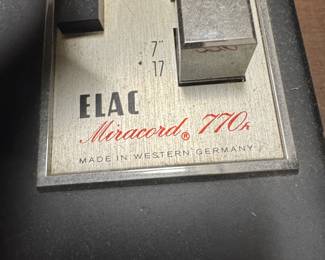 7"
17
ELAC
Miracord® 770H
MADE IN WESTERN GERMANY